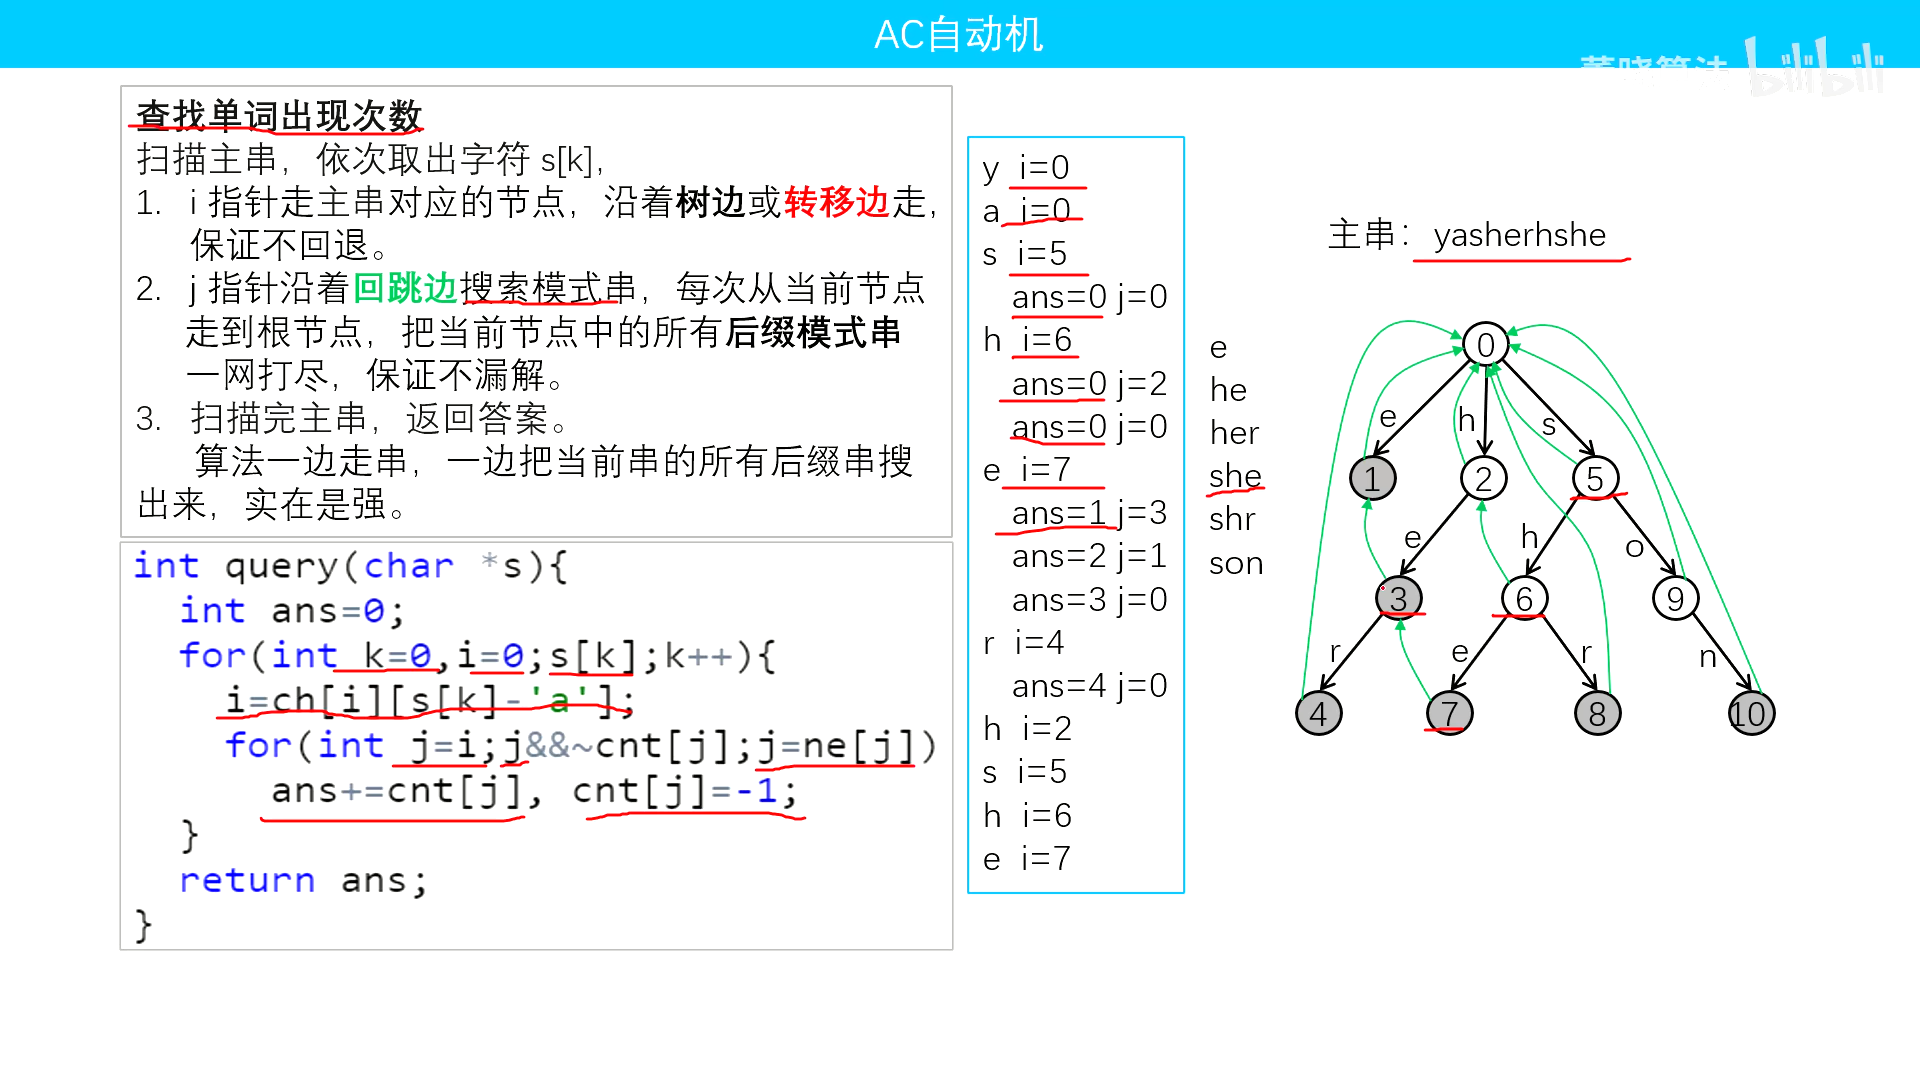 AC自动机
bilibili
查找单词出现次数
扫描主串，依次取出字符 s[k],
1. i 指针走主串对应的节点，沿着树边或转移边走，
保证不回退。
2. j 指针沿着回跳边搜索模式串，每次从当前节点
走到根节点，把当前节点中的所有后缀模式串
一网打尽，保证不漏解。
3. 扫描完主串，返回答案。
算法一边走串，一边把当前串的所有后缀串搜
出来，实在是强。
int query(char *s){
int ans=0;
for(int k=0,i=0;s[k];k++){
i=ch[i][s[k]-'a'];
for(int j=i;j&&~cnt[j];j=ne[j])
ans+=cnt[j], cnt[j]=-1;
}
return ans;
}
y i=0
a i=0
s i=5
ans=0 j=0
h i=6
ans=0 j=2
ans=0 j=0
e i=7
ans=1 j=3
ans=2 j=1
ans=3 j=0
r i=4
ans=4 j=0
h i=2
s i=5
h i=6
e i=7
e
he
her
she
shr
son
主串：yasherhshe
0
e h s
1 2 5
e h o
3 6 9
r e r n
4 7 8 10